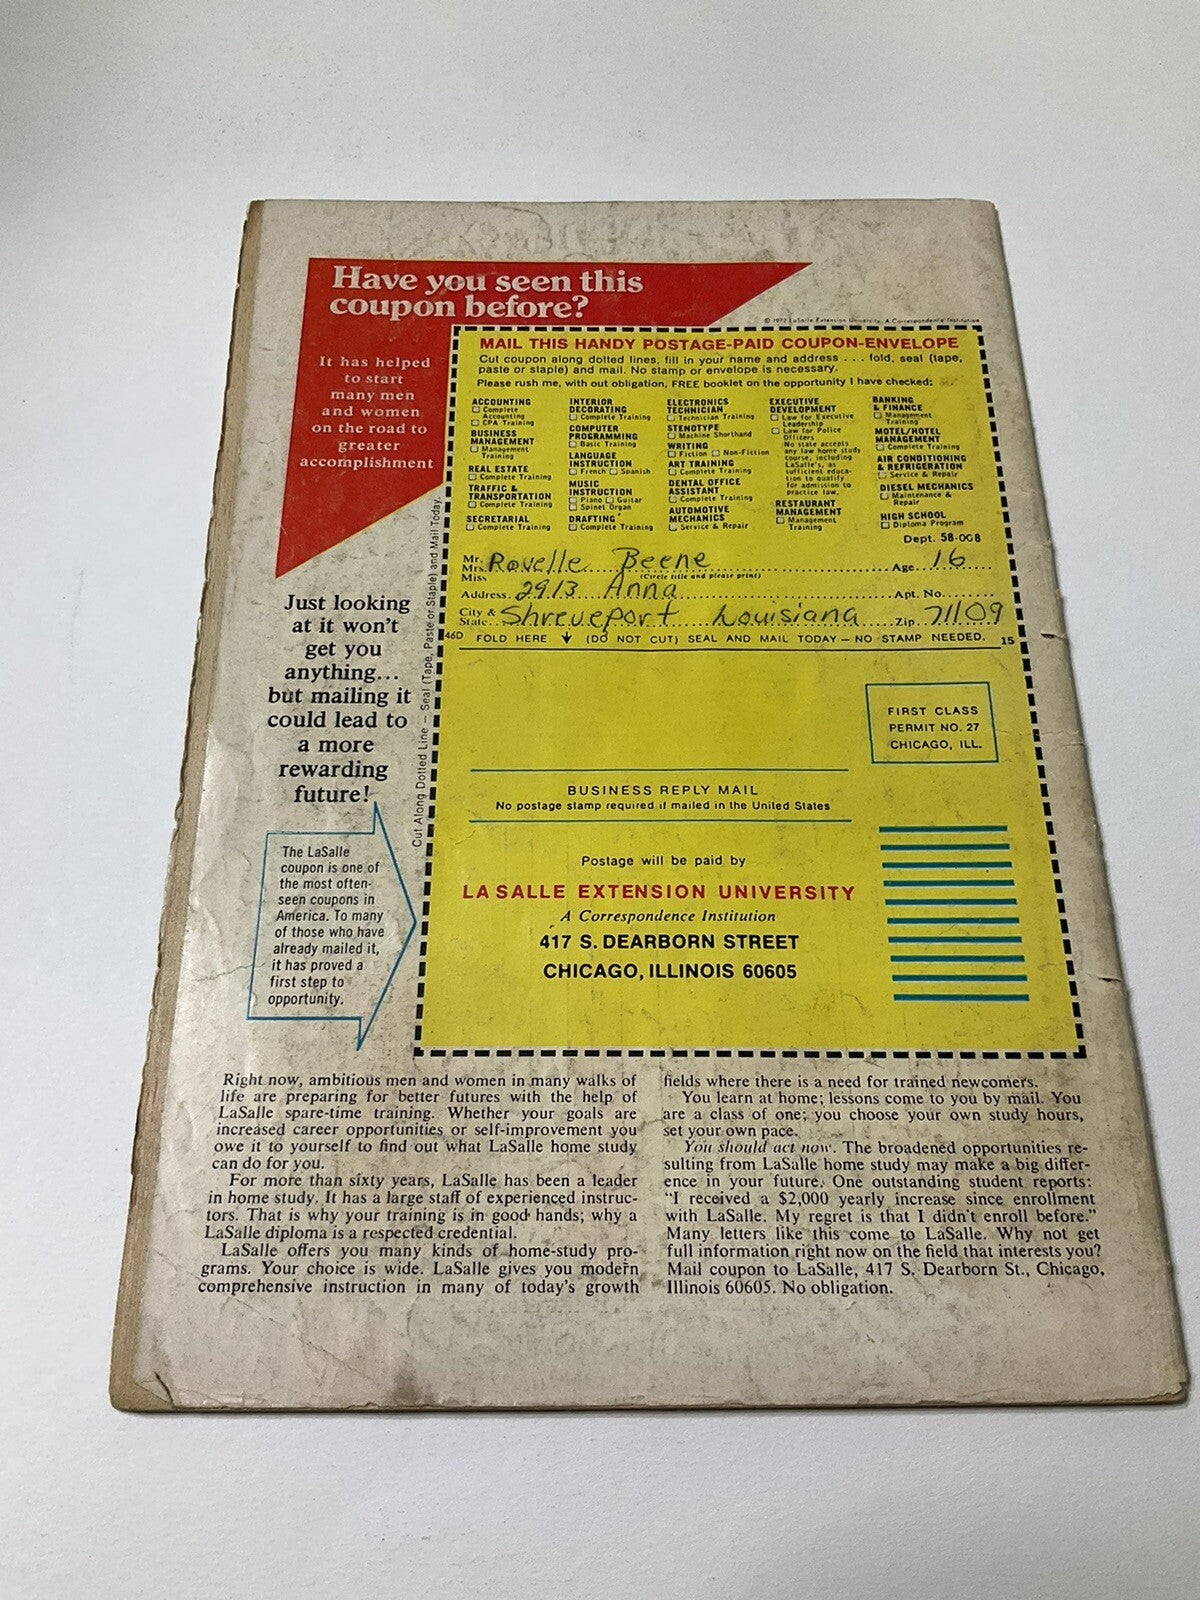 Have you seen this
coupon before?
It has helped
to start
many men
and women
on the road to
greater
accomplishment
© 1972 LaSalle Extension University, A Correspondence Institution
MAIL THIS HANDY POSTAGE-PAID COUPON-ENVELOPE
Cut coupon along dotted lines, fill in your name and address . . . fold, seal (tape,
paste or staple) and mail. No stamp or envelope is necessary.
Please rush me, with out obligation, FREE booklet on the opportunity I have checked:
ACCOUNTING
Complete
Accounting
CPA Training
BUSINESS
MANAGEMENT
Management
Training
REAL ESTATE
Complete Training
TRAFFIC &
TRANSPORTATION
Complete Training
SECRETARIAL
Complete Training
INTERIOR
DECORATING
Complete Training
COMPUTER
PROGRAMMING
Basic Training
LANGUAGE
INSTRUCTION
French Spanish
MUSIC
INSTRUCTION
Piano Guitar
Spinet Organ
DRAFTING
Complete Training
ELECTRONICS
TECHNICIAN
Technician Training
STENOTYPE
Machine Shorthand
WRITING
Fiction Non-Fiction
ART TRAINING
Complete Training
DENTAL OFFICE
ASSISTANT
Complete Training
AUTOMOTIVE
MECHANICS
Service & Repair
EXECUTIVE
DEVELOPMENT
Law for Executive
Leadership
Law for Police
Officers
No state accepts
any law home study
course, including
LaSalle's, as
sufficient educa-
tion to qualify
for admission to
practice law.
RESTAURANT
MANAGEMENT
Management
Training
BANKING
& FINANCE
Management
Training
MOTEL/HOTEL
MANAGEMENT
Complete Training
AIR CONDITIONING
& REFRIGERATION
Service & Repair
DIESEL MECHANICS
Maintenance &
Repair
HIGH SCHOOL
Diploma Program
Dept. 58-008
Mr.
Mrs. Rovelle Beene Age 16
Miss (Circle title and please print)
Address 2913 Anna Apt. No.
City &
State Shreveport Louisiana Zip 71109
46D FOLD HERE ↓ (DO NOT CUT) SEAL AND MAIL TODAY — NO STAMP NEEDED. 15
Cut Along Dotted Line – Seal (Tape, Paste or Staple) and Mail Today.
Just looking
at it won't
get you
anything...
but mailing it
could lead to
a more
rewarding
future!
The LaSalle
coupon is one of
the most often-
seen coupons in
America. To many
of those who have
already mailed it,
it has proved a
first step to
opportunity.
FIRST CLASS
PERMIT NO. 27
CHICAGO, ILL.
BUSINESS REPLY MAIL
No postage stamp required if mailed in the United States
Postage will be paid by
LA SALLE EXTENSION UNIVERSITY
A Correspondence Institution
417 S. DEARBORN STREET
CHICAGO, ILLINOIS 60605
Right now, ambitious men and women in many walks of
life are preparing for better futures with the help of
LaSalle spare-time training. Whether your goals are
increased career opportunities or self-improvement you
owe it to yourself to find out what LaSalle home study
can do for you.
For more than sixty years, LaSalle has been a leader
in home study. It has a large staff of experienced instruc-
tors. That is why your training is in good hands; why a
LaSalle diploma is a respected credential.
LaSalle offers you many kinds of home-study pro-
grams. Your choice is wide. LaSalle gives you modern
comprehensive instruction in many of today's growth
fields where there is a need for trained newcomers.
You learn at home; lessons come to you by mail. You
are a class of one; you choose your own study hours,
set your own pace.
You should act now. The broadened opportunities re-
sulting from LaSalle home study may make a big differ-
ence in your future. One outstanding student reports:
"I received a $2,000 yearly increase since enrollment
with LaSalle. My regret is that I didn't enroll before."
Many letters like this come to LaSalle. Why not get
full information right now on the field that interests you?
Mail coupon to LaSalle, 417 S. Dearborn St., Chicago,
Illinois 60605. No obligation.